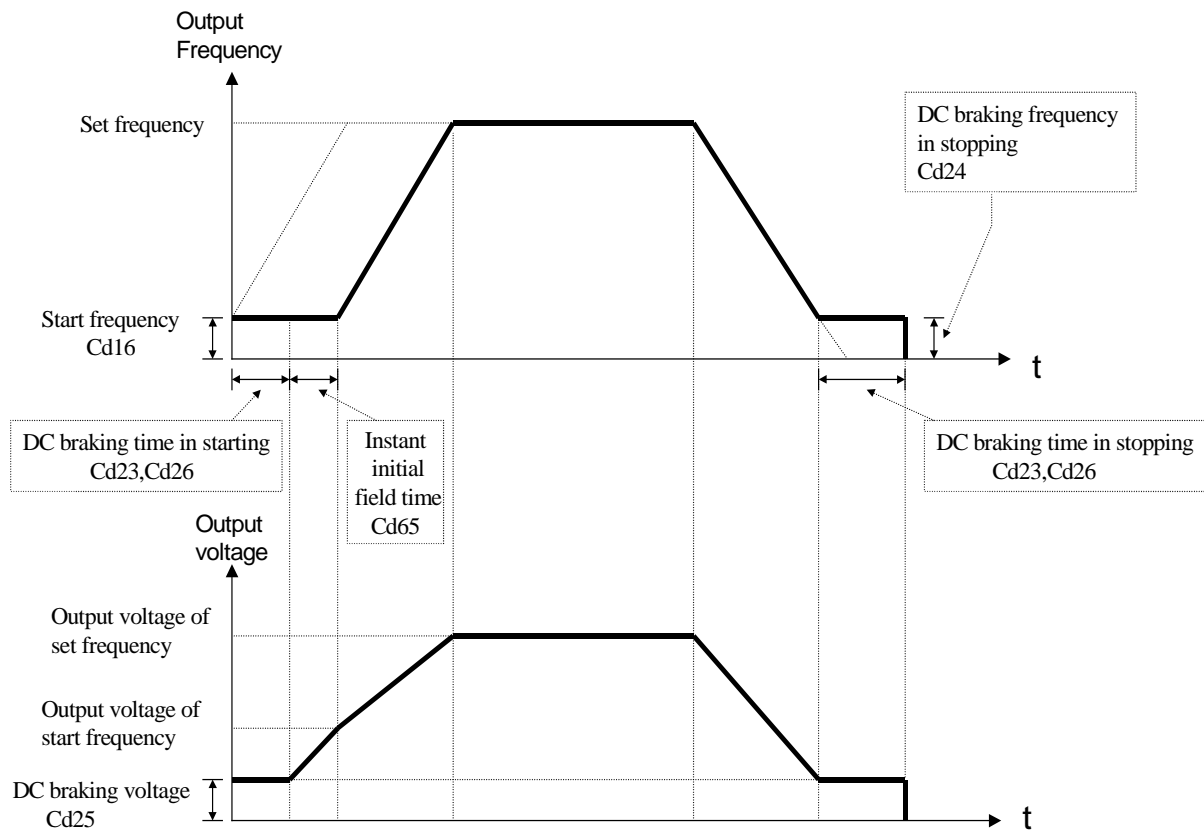 Output
Frequency
Set frequency
DC braking frequency
in stopping
Cd24
Start frequency
Cd16
t
DC braking time in starting
Cd23,Cd26
Instant
initial
field time
Cd65
DC braking time in stopping
Cd23,Cd26
Output
voltage
Output voltage of
set frequency
Output voltage of
start frequency
DC braking voltage
Cd25
t